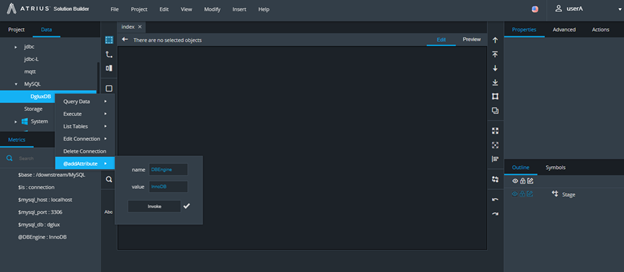 ATRIUS Solution Builder File Project Edit View Modify Insert Help userA
Project Data
index ×
Properties Advanced Actions
There are no selected objects
Edit Preview
jdbc
jdbc-L
mqtt
MySQL
DgluxDB
Storage
System
Query Data
Execute
List Tables
Edit Connection
Delete Connection
@addAttribute
Metrics
Search
$base : /downstream/MySQL
$is : connection
$mysql_host : localhost
$mysql_port : 3306
$mysql_db : dglux
@DBEngine : InnoDB
name DBEngine
value InnoDB
Invoke
Abc
Outline Symbols
Stage